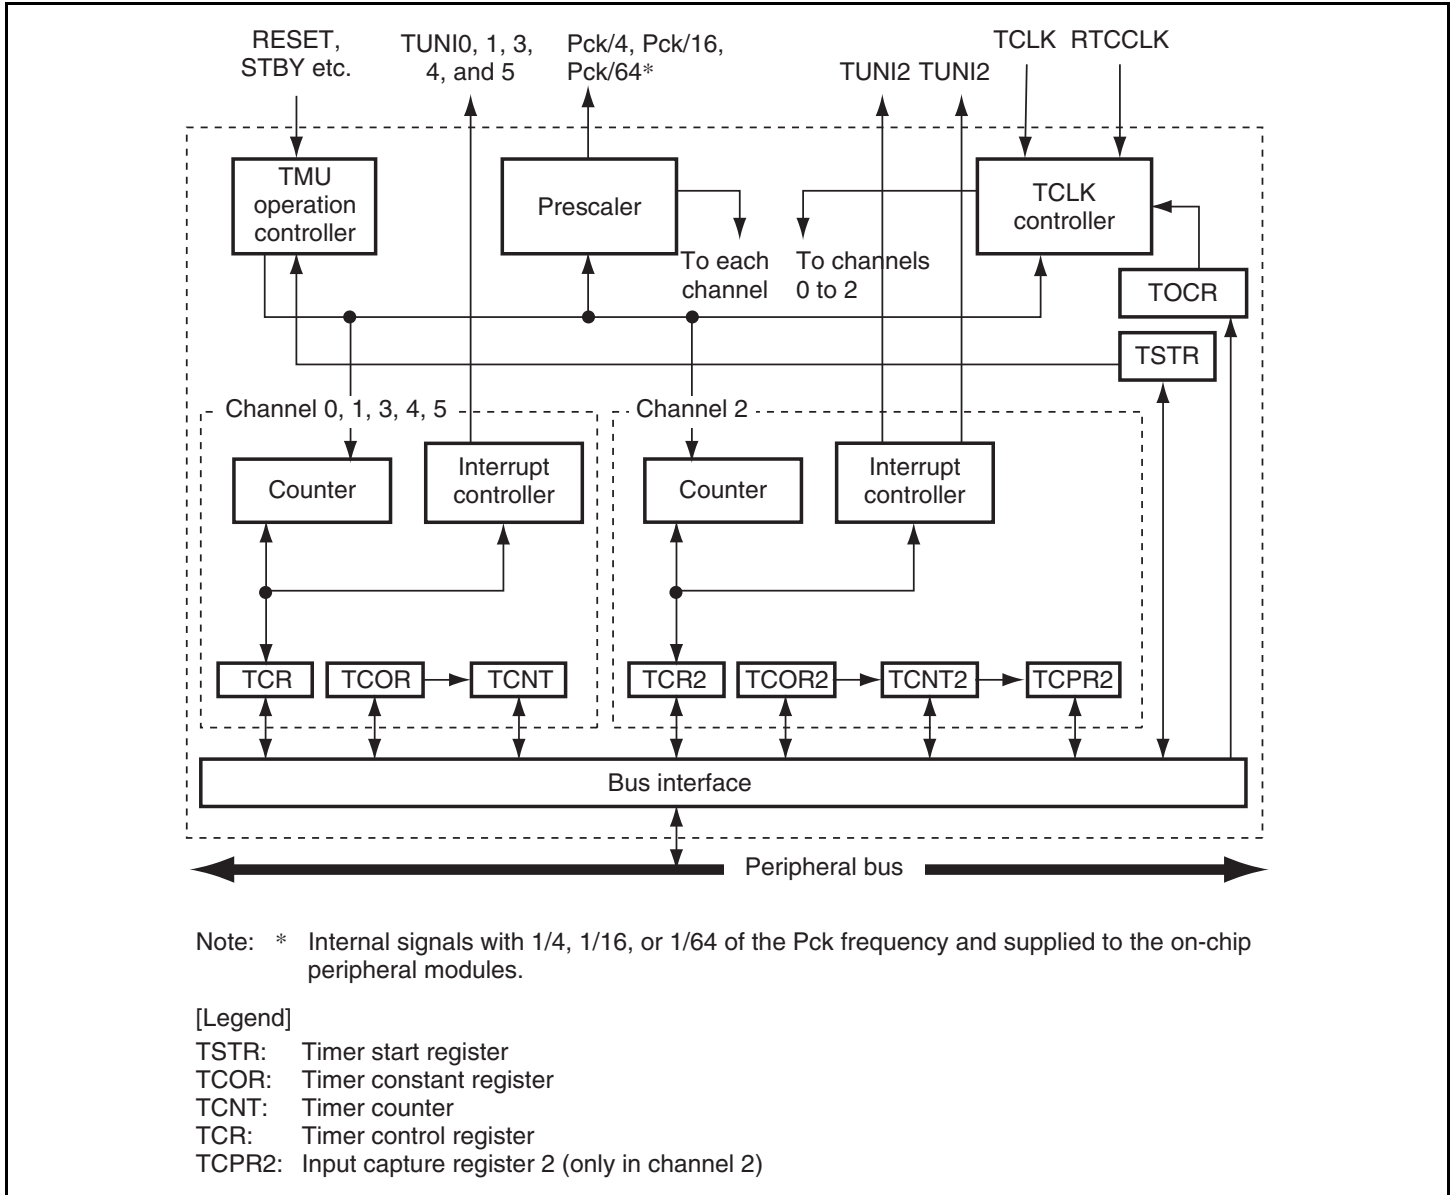 RESET,
STBY etc.
TUNI0, 1, 3,
4, and 5
Pck/4, Pck/16,
Pck/64*
TUNI2 TUNI2
TCLK RTCCLK
TMU
operation
controller
Prescaler
TCLK
controller
To each
channel
To channels
0 to 2
TOCR
TSTR
Channel 0, 1, 3, 4, 5
Channel 2
Counter
Interrupt
controller
Counter
Interrupt
controller
TCR
TCOR
TCNT
TCR2
TCOR2
TCNT2
TCPR2
Bus interface
Peripheral bus
Note: * Internal signals with 1/4, 1/16, or 1/64 of the Pck frequency and supplied to the on-chip
peripheral modules.
[Legend]
TSTR: Timer start register
TCOR: Timer constant register
TCNT: Timer counter
TCR: Timer control register
TCPR2: Input capture register 2 (only in channel 2)